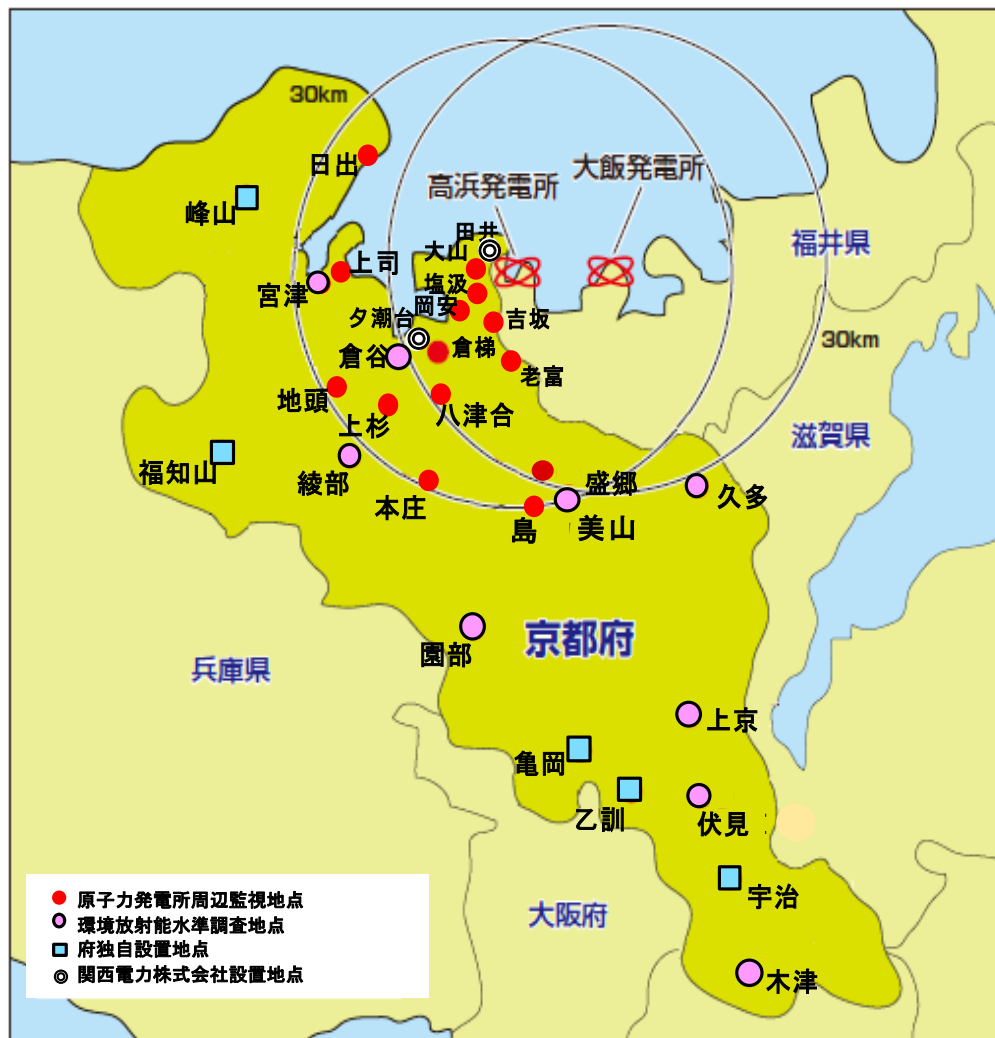 30km
日出
高浜発電所
大飯発電所
峰山
田井
大山
福井県
上司
塩汲
宮津
岡安
夕潮台
吉坂
30km
倉谷
倉梯
老富
地頭
八津合
上杉
滋賀県
福知山
綾部
盛郷
久多
本庄
島
美山
園部
京都府
兵庫県
上京
亀岡
乙訓
伏見
宇治
大阪府
木津
原子力発電所周辺監視地点
環境放射能水準調査地点
府独自設置地点
関西電力株式会社設置地点